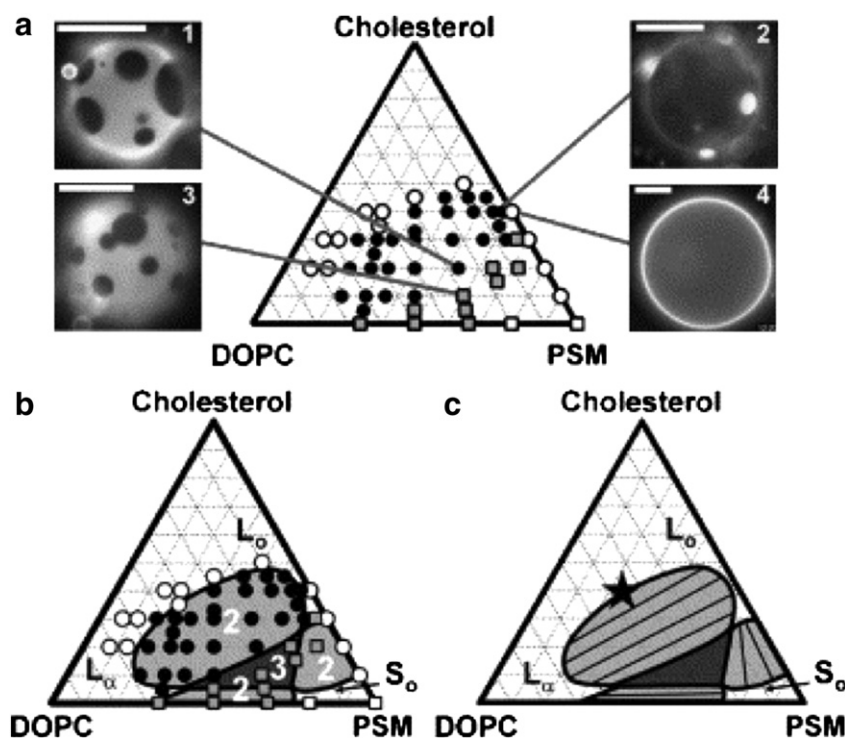 a
1
Cholesterol
2
3
4
DOPC
PSM
b
Cholesterol
Lo
2
3
Lα
2
2
So
DOPC
PSM
c
Cholesterol
Lo
Lα
So
DOPC
PSM